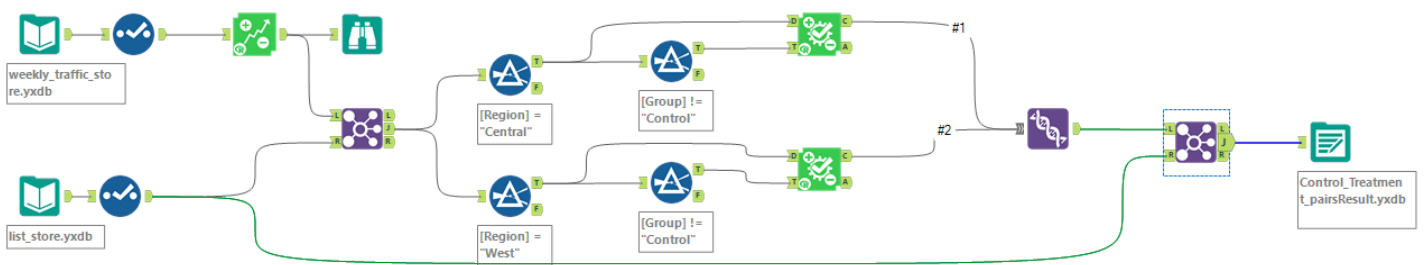 D
C
#1
T
A
weekly_traffic_sto
re.yxdb
T
F
T
F
[Region] =
"Central"
[Group] !=
"Control"
L
L
J
R
R
#2
D
C
T
A
L
L
J
R
R
T
F
T
F
list_store.yxdb
[Region] =
"West"
[Group] !=
"Control"
Control_Treatmen
t_pairsResult.yxdb